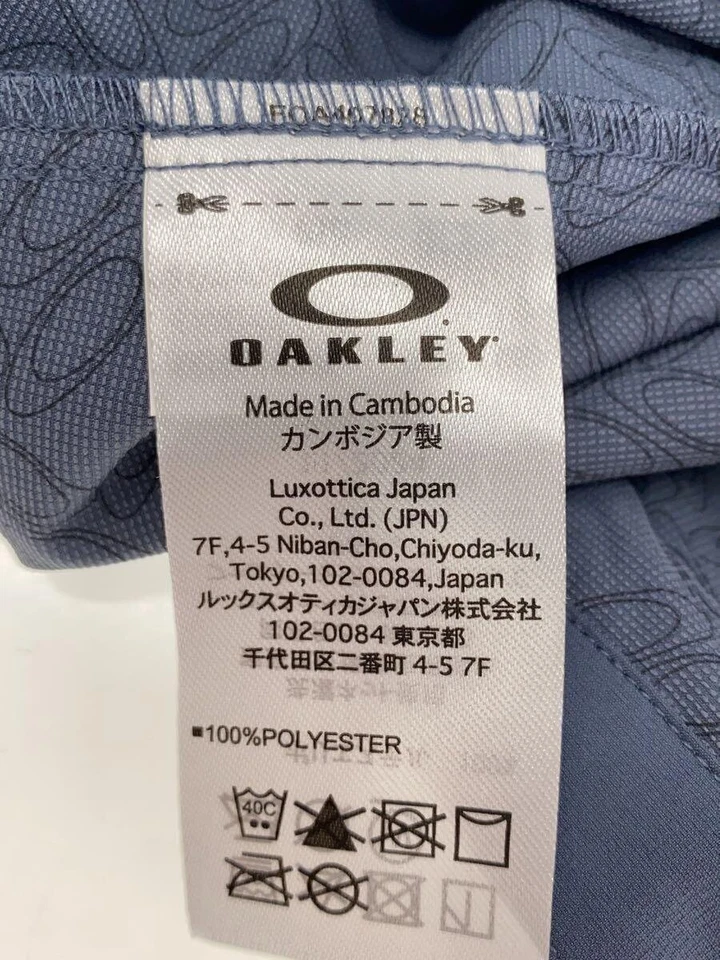 OAKLEY
Made in Cambodia
カンボジア製
Luxottica Japan
Co., Ltd. (JPN)
7F,4-5 Niban-Cho,Chiyoda-ku,
Tokyo,102-0084,Japan
ルックスオティカジャパン株式会社
102-0084 東京都
千代田区二番町 4-5 7F
■100%POLYESTER
40C